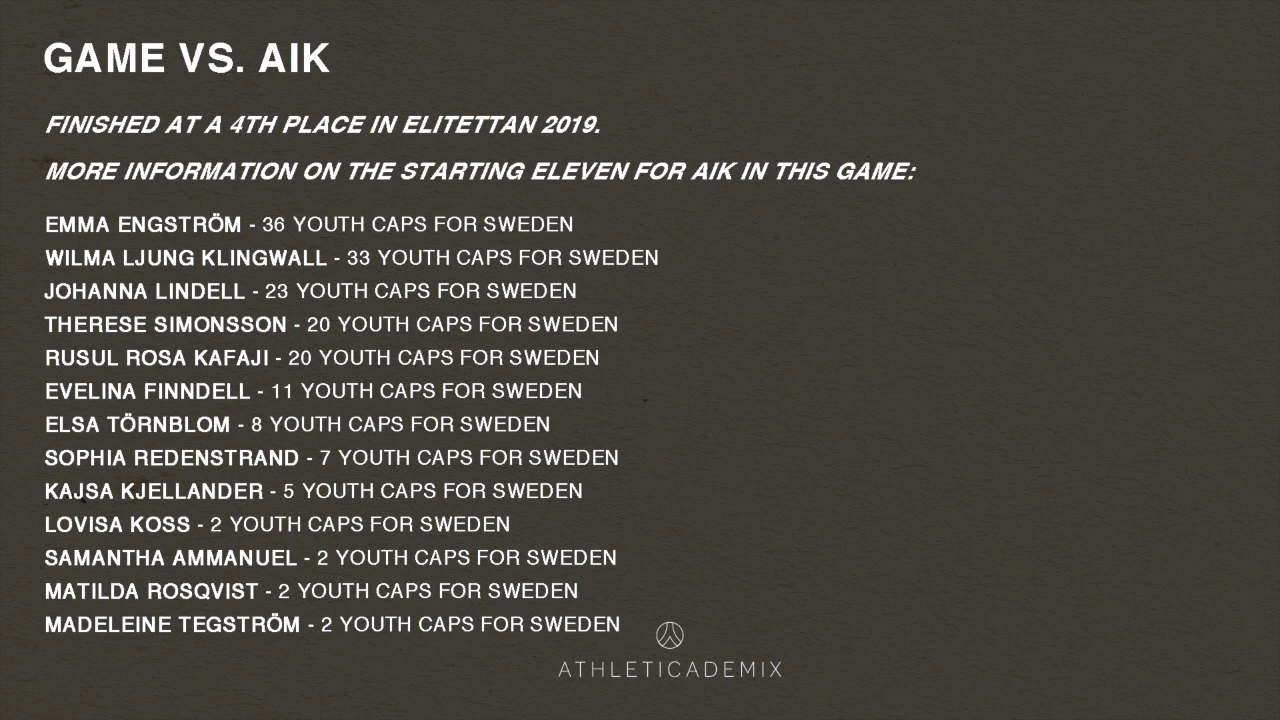 GAME VS. AIK
FINISHED AT A 4TH PLACE IN ELITETTAN 2019.
MORE INFORMATION ON THE STARTING ELEVEN FOR AIK IN THIS GAME:
EMMA ENGSTRÖM - 36 YOUTH CAPS FOR SWEDEN
WILMA LJUNG KLINGWALL - 33 YOUTH CAPS FOR SWEDEN
JOHANNA LINDELL - 23 YOUTH CAPS FOR SWEDEN
THERESE SIMONSSON - 20 YOUTH CAPS FOR SWEDEN
RUSUL ROSA KAFAJI - 20 YOUTH CAPS FOR SWEDEN
EVELINA FINNDELL - 11 YOUTH CAPS FOR SWEDEN
ELSA TÖRNBLOM - 8 YOUTH CAPS FOR SWEDEN
SOPHIA REDENSTRAND - 7 YOUTH CAPS FOR SWEDEN
KAJSA KJELLANDER - 5 YOUTH CAPS FOR SWEDEN
LOVISA KOSS - 2 YOUTH CAPS FOR SWEDEN
SAMANTHA AMMANUEL - 2 YOUTH CAPS FOR SWEDEN
MATILDA ROSQVIST - 2 YOUTH CAPS FOR SWEDEN
MADELEINE TEGSTRÖM - 2 YOUTH CAPS FOR SWEDEN
ATHLETICADEMIX